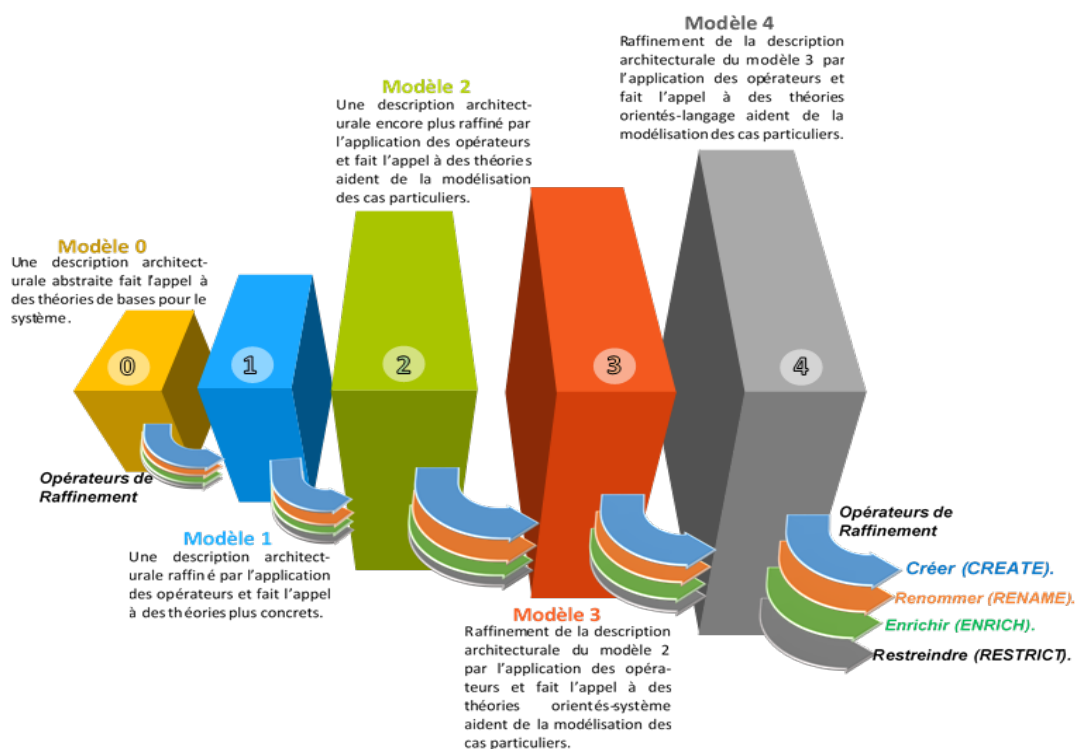 Modèle 0
Une description architect-
urale abstraite fait l'appel à
des théories de bases pour le
système.
0
Opérateurs de
Raffinement
1
Modèle 1
Une description architect-
urale raffiné par l'application
des opérateurs et fait l'appel
à des théories plus concrets.
Modèle 2
Une description architect-
urale encore plus raffiné par
l'application des opérateurs
et fait l'appel à des théories
aident de la modélisation
des cas particuliers.
2
3
Modèle 3
Raffinement de la description
architecturale du modèle 2
par l'application des opéra-
teurs et fait l'appel à des
théories orientés-système
aident de la modélisation des
cas particuliers.
Modèle 4
Raffinement de la description
architecturale du modèle 3 par
l'application des opérateurs et
fait l'appel à des théories
orientés-langage aident de la
modélisation des cas particuliers.
4
Opérateurs de
Raffinement
Créer (CREATE).
Renommer (RENAME).
Enrichir (ENRICH).
Restreindre (RESTRICT).